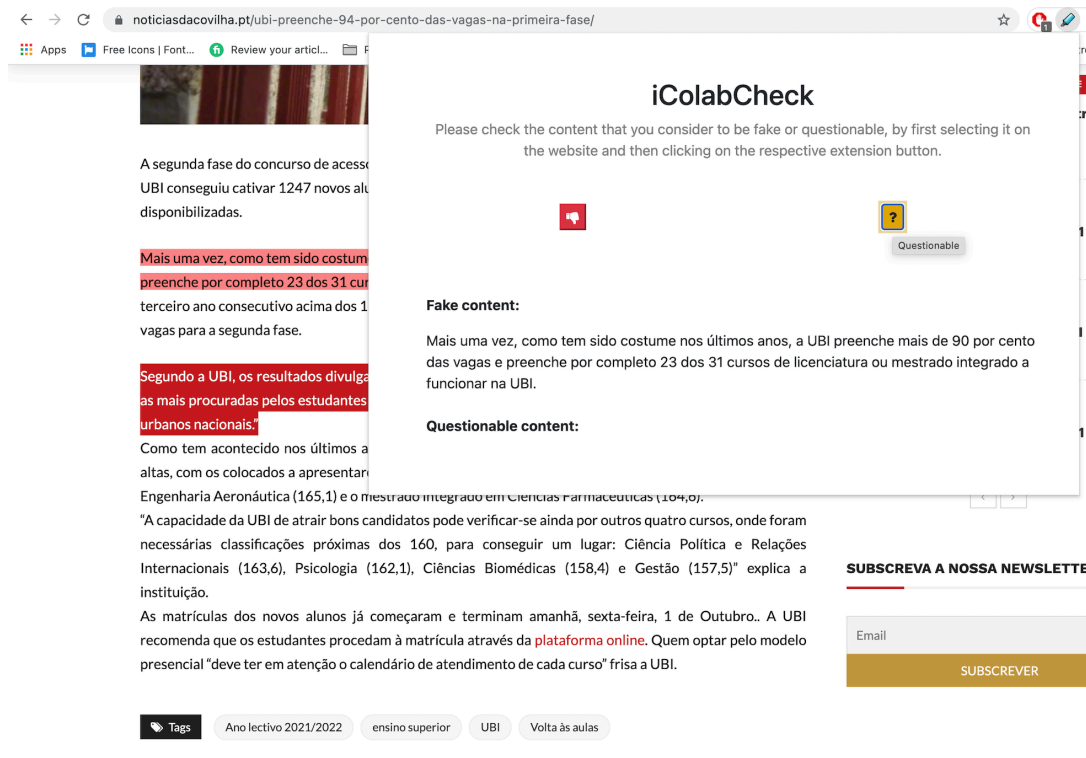 noticiasdacovilha.pt/ubi-preenche-94-por-cento-das-vagas-na-primeira-fase/
1
Apps Free Icons | Font... Review your articl...
iColabCheck
Please check the content that you consider to be fake or questionable, by first selecting it on
the website and then clicking on the respective extension button.
?
Questionable
Fake content:
Mais uma vez, como tem sido costume nos últimos anos, a UBI preenche mais de 90 por cento
das vagas e preenche por completo 23 dos 31 cursos de licenciatura ou mestrado integrado a
funcionar na UBI.
Questionable content:
A segunda fase do concurso de
UBI conseguiu cativar 1247 novos
disponibilizadas.
Mais uma vez, como tem sido
preenche por completo 23 dos 31
terceiro ano consecutivo acima dos
vagas para a segunda fase.
Segundo a UBI, os resultados
as mais procuradas pelos estudantes
urbanos nacionais.”
Como tem acontecido nos últimos
altas, com os colocados a
Engenharia Aeronáutica (165,1) e o mestrado integrado em Ciências Farmacêuticas (164,6).
“A capacidade da UBI de atrair bons candidatos pode verificar-se ainda por outros quatro cursos, onde foram
necessárias classificações próximas dos 160, para conseguir um lugar: Ciência Política e Relações
Internacionais (163,6), Psicologia (162,1), Ciências Biomédicas (158,4) e Gestão (157,5)” explica a
instituição.
As matrículas dos novos alunos já começaram e terminam amanhã, sexta-feira, 1 de Outubro.. A UBI
recomenda que os estudantes procedam à matrícula através da plataforma online. Quem optar pelo modelo
presencial “deve ter em atenção o calendário de atendimento de cada curso” frisa a UBI.
Tags Ano lectivo 2021/2022 ensino superior UBI Volta às aulas
SUBSCREVA A NOSSA NEWSLETTE
Email
SUBSCREVER